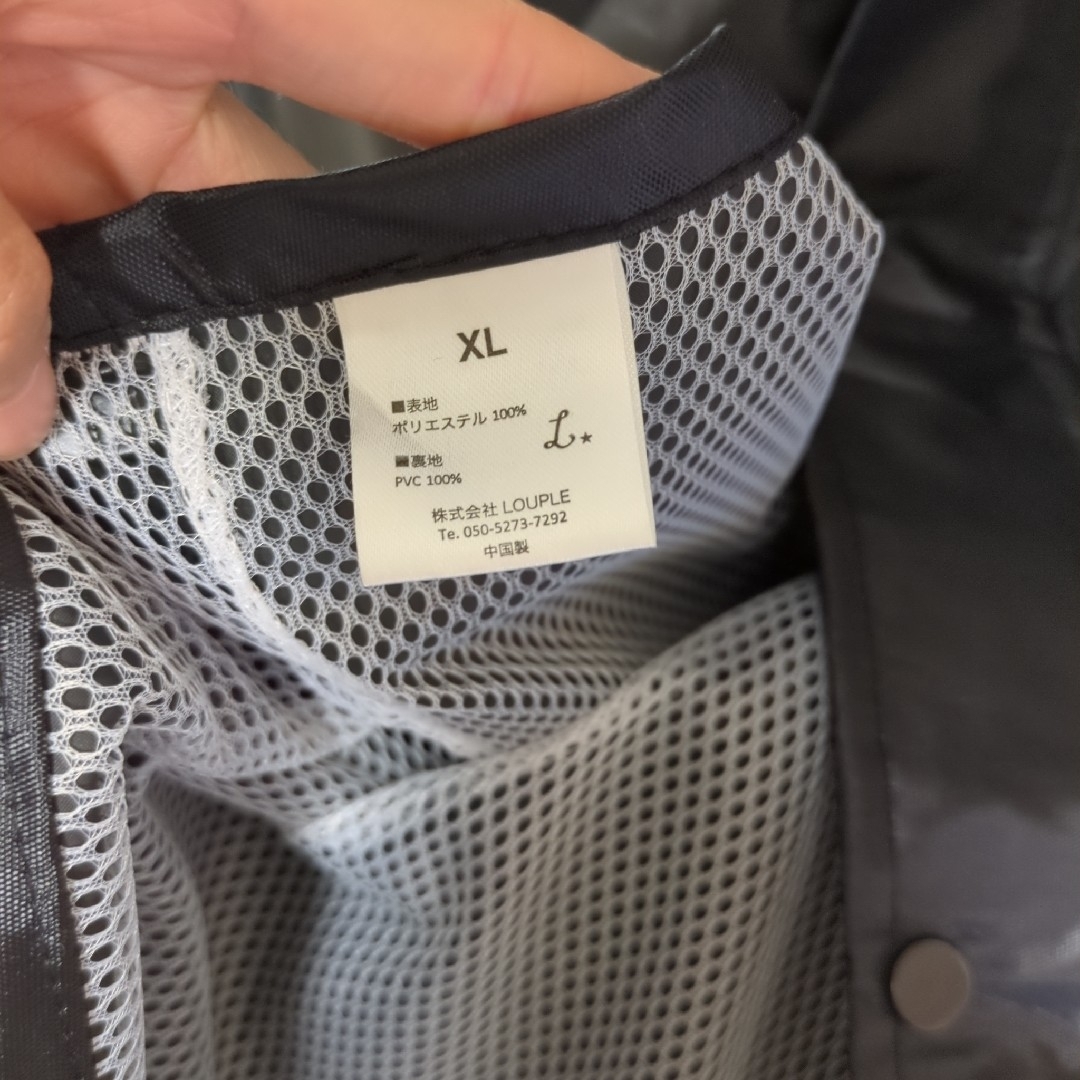 XL
■表地
ポリエステル 100%
L★
■裏地
PVC 100%
株式会社 LOUPLE
Te. 050-5273-7292
中国製